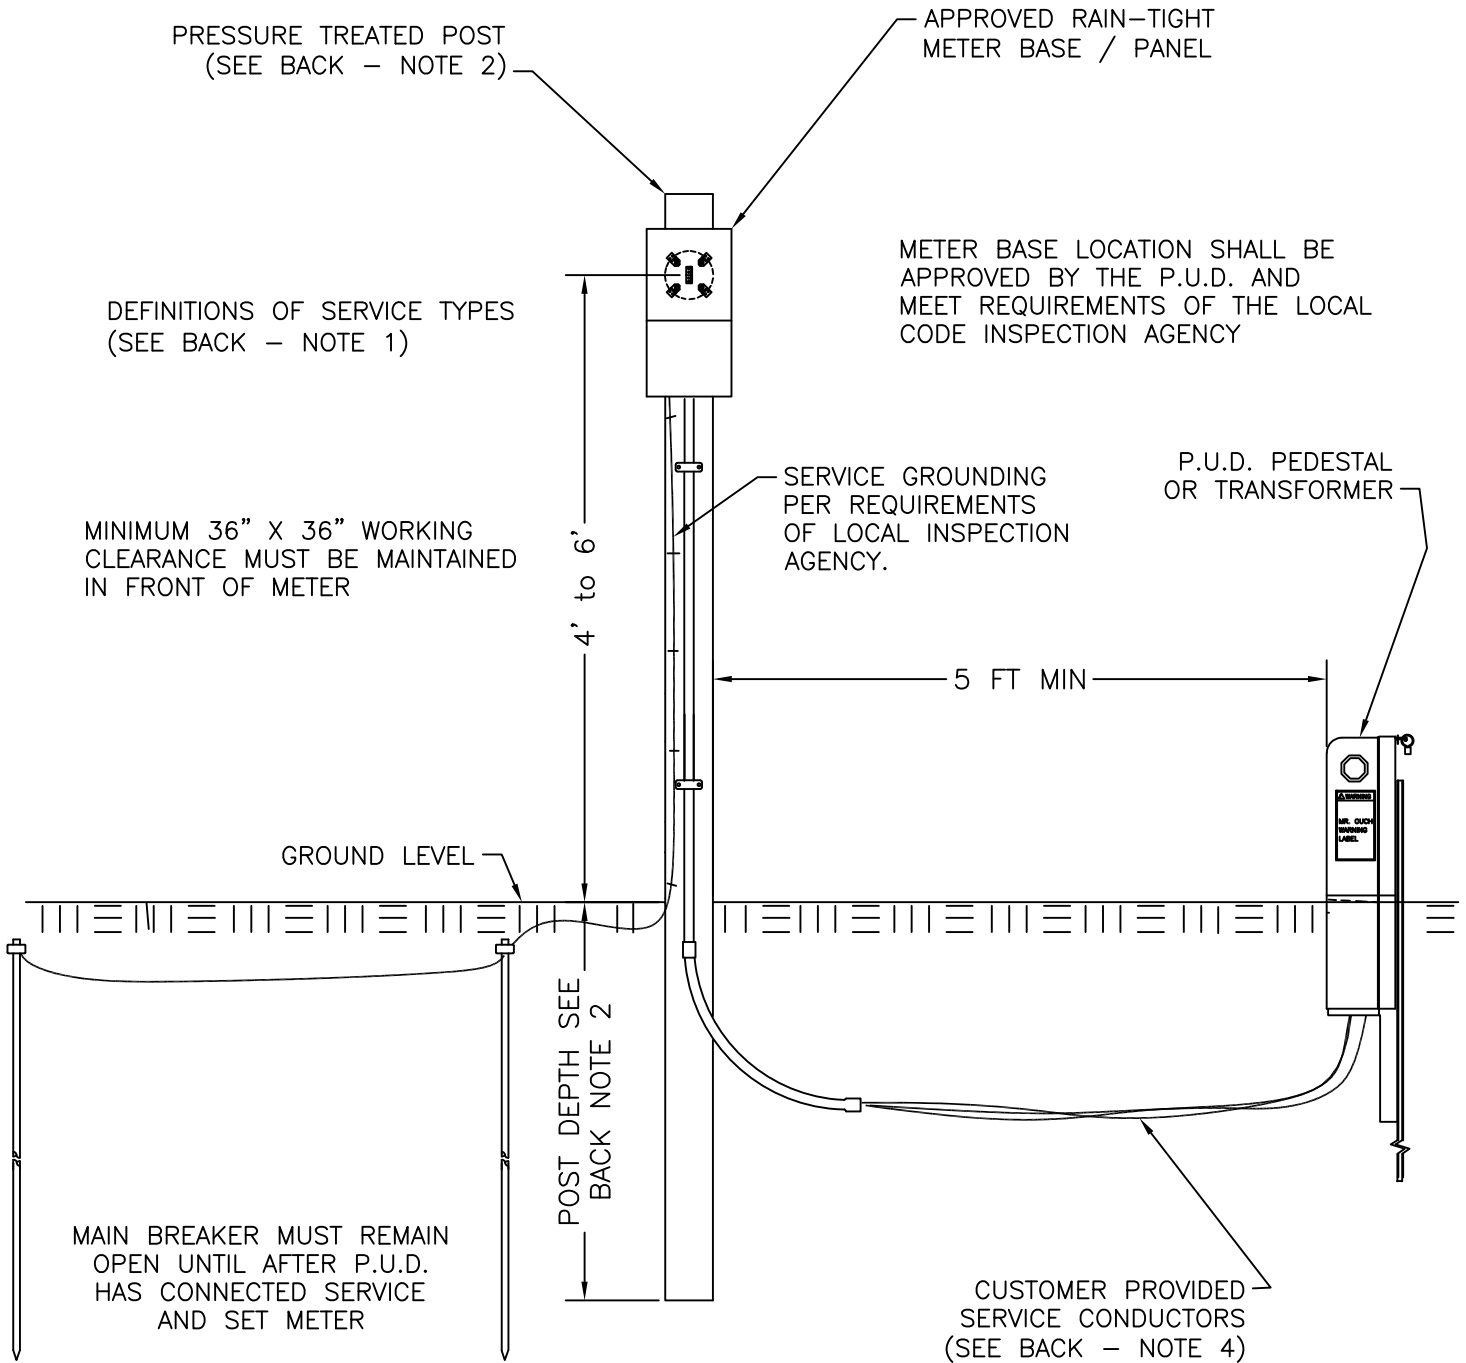 PRESSURE TREATED POST
(SEE BACK – NOTE 2)
APPROVED RAIN–TIGHT
METER BASE / PANEL
METER BASE LOCATION SHALL BE
APPROVED BY THE P.U.D. AND
MEET REQUIREMENTS OF THE LOCAL
CODE INSPECTION AGENCY
DEFINITIONS OF SERVICE TYPES
(SEE BACK – NOTE 1)
P.U.D. PEDESTAL
OR TRANSFORMER
SERVICE GROUNDING
PER REQUIREMENTS
OF LOCAL INSPECTION
AGENCY.
MINIMUM 36” X 36” WORKING
CLEARANCE MUST BE MAINTAINED
IN FRONT OF METER
4’ to 6’
5 FT MIN
WARNING
MR. OUCH
WARNING
LABEL
GROUND LEVEL
POST DEPTH SEE
BACK NOTE 2
MAIN BREAKER MUST REMAIN
OPEN UNTIL AFTER P.U.D.
HAS CONNECTED SERVICE
AND SET METER
CUSTOMER PROVIDED
SERVICE CONDUCTORS
(SEE BACK – NOTE 4)